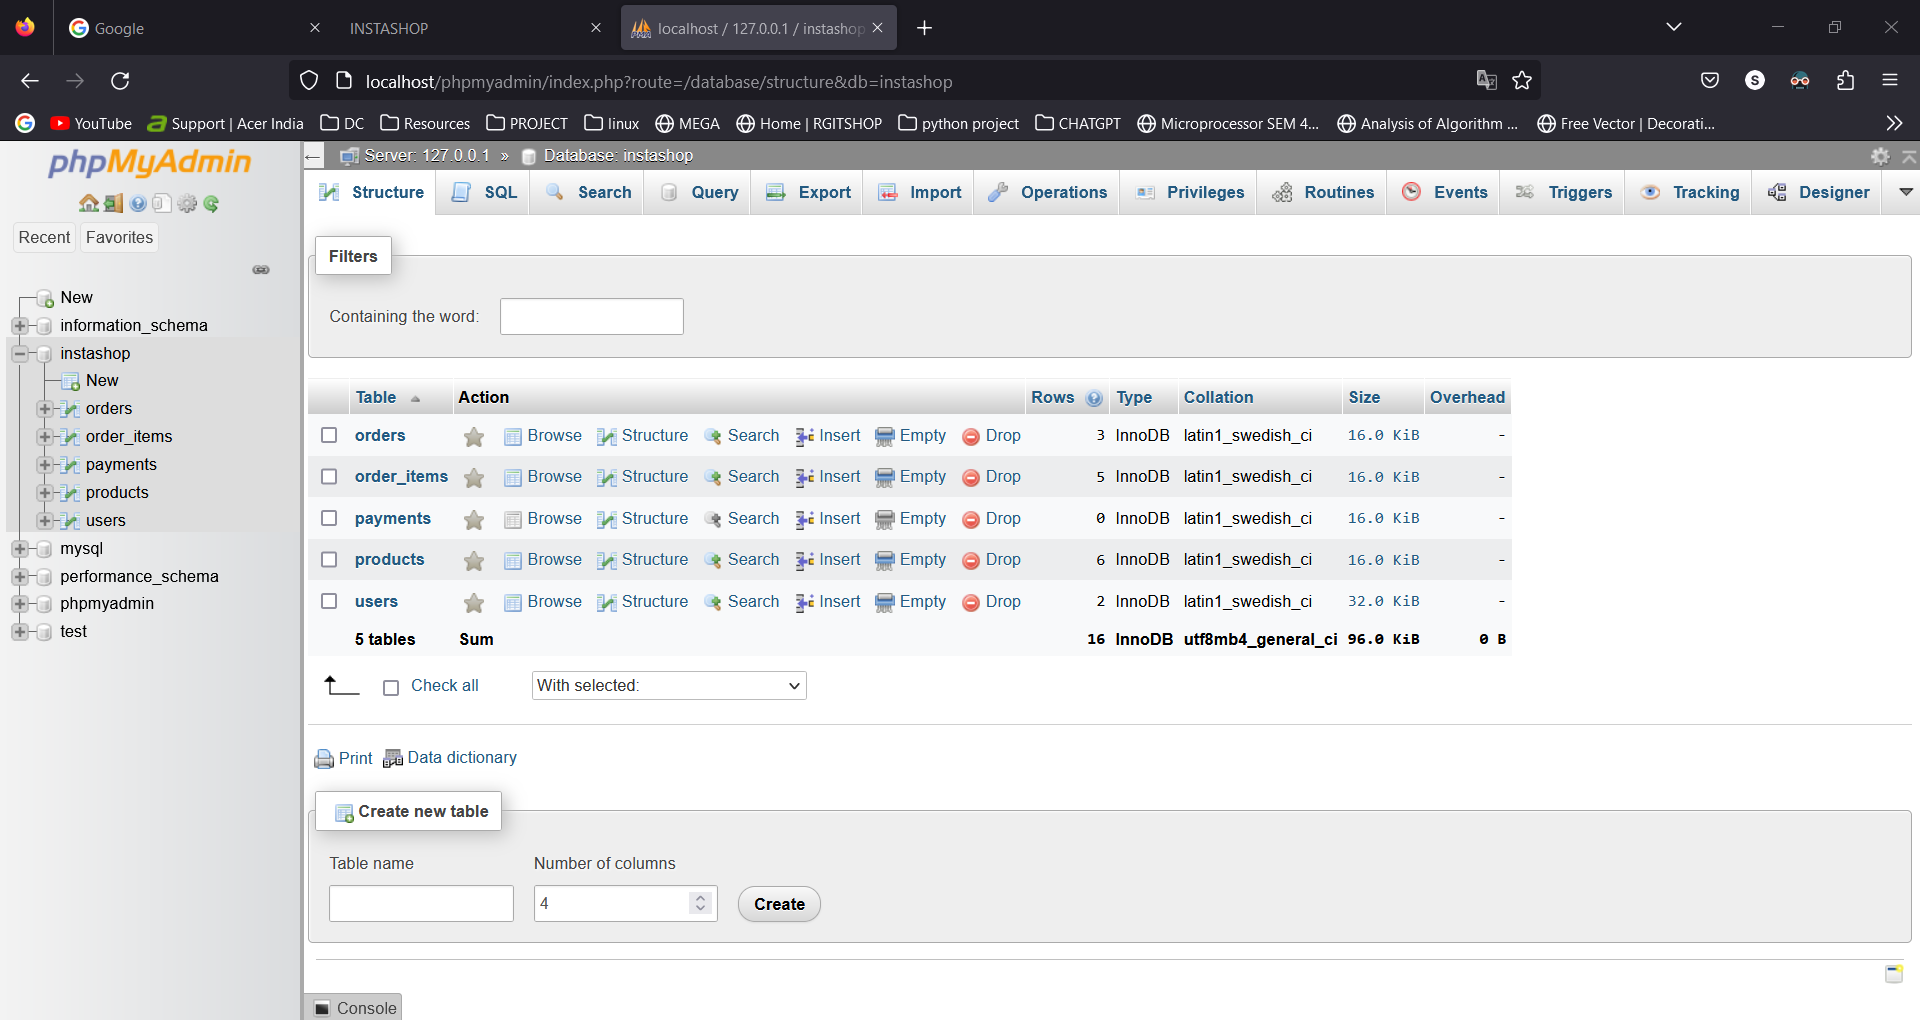 Google
INSTASHOP
localhost / 127.0.0.1 / instashop
localhost/phpmyadmin/index.php?route=/database/structure&db=instashop
S
YouTube Support | Acer India DC Resources PROJECT linux MEGA Home | RGITSHOP python project CHATGPT Microprocessor SEM 4... Analysis of Algorithm ... Free Vector | Decorati...
phpMyAdmin
Recent Favorites
New
information_schema
instashop
New
orders
order_items
payments
products
users
mysql
performance_schema
phpmyadmin
test
Server: 127.0.0.1 » Database: instashop
Structure SQL Search Query Export Import Operations Privileges Routines Events Triggers Tracking Designer
Filters
Containing the word:
Table Action Rows Type Collation Size Overhead
orders Browse Structure Search Insert Empty Drop 3 InnoDB latin1_swedish_ci 16.0 KiB -
order_items Browse Structure Search Insert Empty Drop 5 InnoDB latin1_swedish_ci 16.0 KiB -
payments Browse Structure Search Insert Empty Drop 0 InnoDB latin1_swedish_ci 16.0 KiB -
products Browse Structure Search Insert Empty Drop 6 InnoDB latin1_swedish_ci 16.0 KiB -
users Browse Structure Search Insert Empty Drop 2 InnoDB latin1_swedish_ci 32.0 KiB -
5 tables Sum 16 InnoDB utf8mb4_general_ci 96.0 KiB 0 B
Check all With selected:
Print Data dictionary
Create new table
Table name Number of columns
4 Create
Console